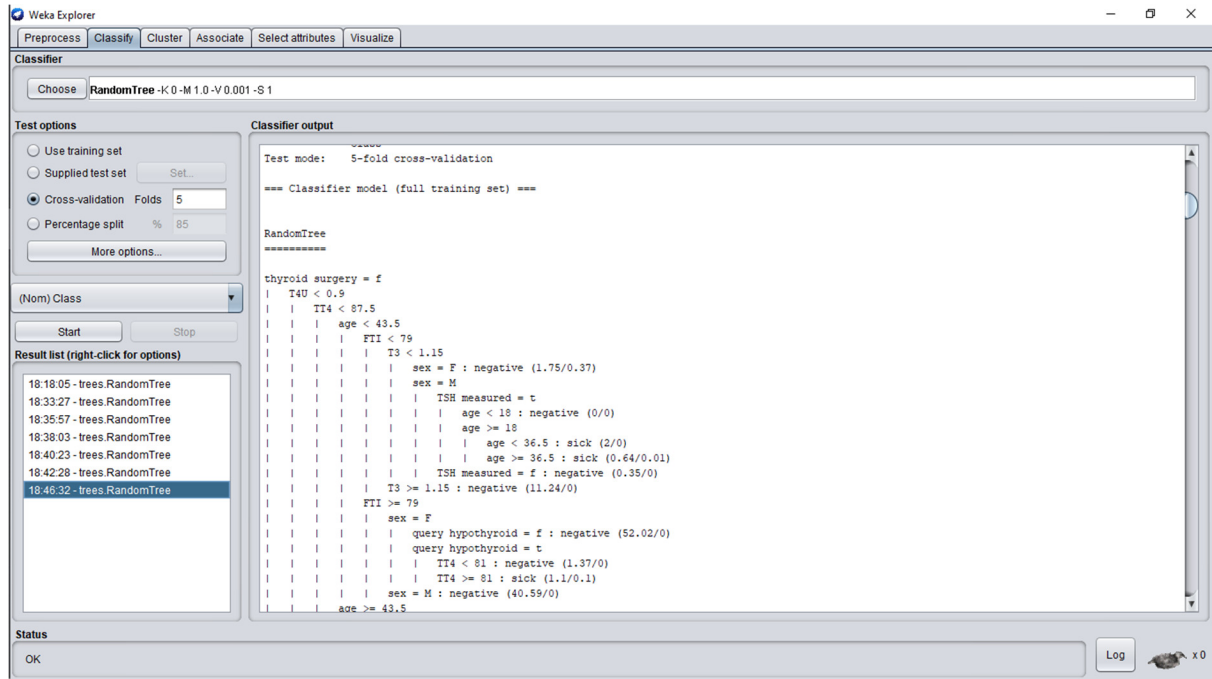 Weka Explorer
Preprocess Classify Cluster Associate Select attributes Visualize
Classifier
Choose RandomTree -K 0 -M 1.0 -V 0.001 -S 1
Test options
Use training set
Supplied test set Set...
Cross-validation Folds 5
Percentage split % 85
More options...
(Nom) Class
Start Stop
Result list (right-click for options)
18:18:05 - trees.RandomTree
18:33:27 - trees.RandomTree
18:35:57 - trees.RandomTree
18:38:03 - trees.RandomTree
18:40:23 - trees.RandomTree
18:42:28 - trees.RandomTree
18:46:32 - trees.RandomTree
Classifier output
Test mode: 5-fold cross-validation
=== Classifier model (full training set) ===
RandomTree
==========
thyroid surgery = f
| T4U < 0.9
| | TT4 < 87.5
| | | age < 43.5
| | | | FTI < 79
| | | | | T3 < 1.15
| | | | | | sex = F : negative (1.75/0.37)
| | | | | | sex = M
| | | | | | | TSH measured = t
| | | | | | | | age < 18 : negative (0/0)
| | | | | | | | age >= 18
| | | | | | | | | age < 36.5 : sick (2/0)
| | | | | | | | | age >= 36.5 : sick (0.64/0.01)
| | | | | | | TSH measured = f : negative (0.35/0)
| | | | | T3 >= 1.15 : negative (11.24/0)
| | | | FTI >= 79
| | | | | sex = F
| | | | | | query hypothyroid = f : negative (52.02/0)
| | | | | | query hypothyroid = t
| | | | | | | TT4 < 81 : negative (1.37/0)
| | | | | | | TT4 >= 81 : sick (1.1/0.1)
| | | | | sex = M : negative (40.59/0)
| | | age >= 43.5
Status
OK
Log x 0